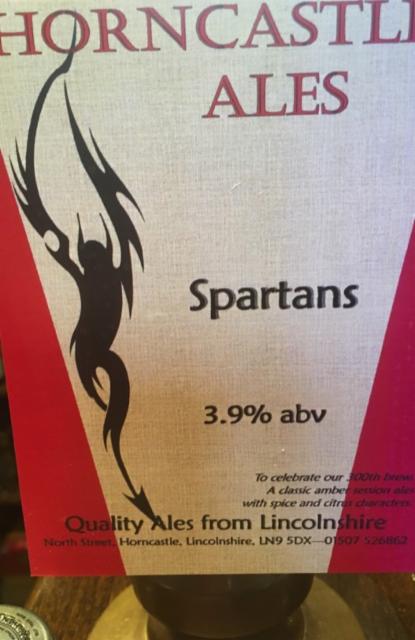 HORNCASTLE
ALES
Spartans
3.9% abv
To celebrate our 300th brew
A classic amber session ales
with spice and citrus characters.
Quality Ales from Lincolnshire
North Street, Horncastle, Lincolnshire, LN9 5DX—01507 526862